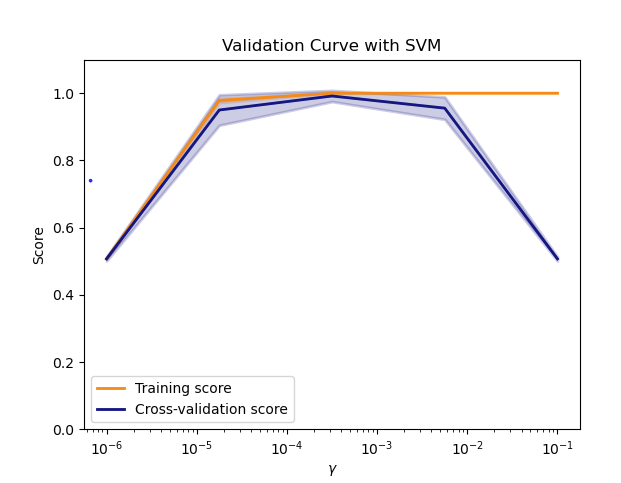 Validation Curve with SVM
1.0
0.8
0.6
0.4
0.2
0.0
Score
Training score
Cross-validation score
10⁻⁶
10⁻⁵
10⁻⁴
10⁻³
10⁻²
10⁻¹
γ